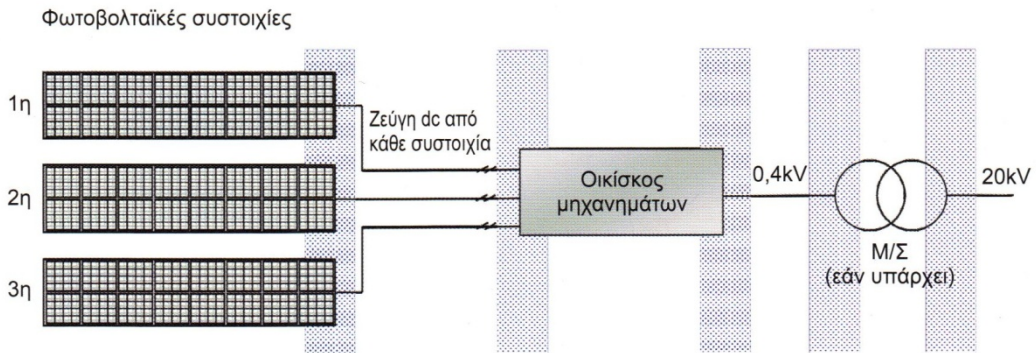 Φωτοβολταϊκές συστοιχίες
1η
Ζεύγη dc από
κάθε συστοιχία
2η
Οικίσκος
μηχανημάτων
0,4kV
20kV
Μ/Σ
(εάν υπάρχει)
3η